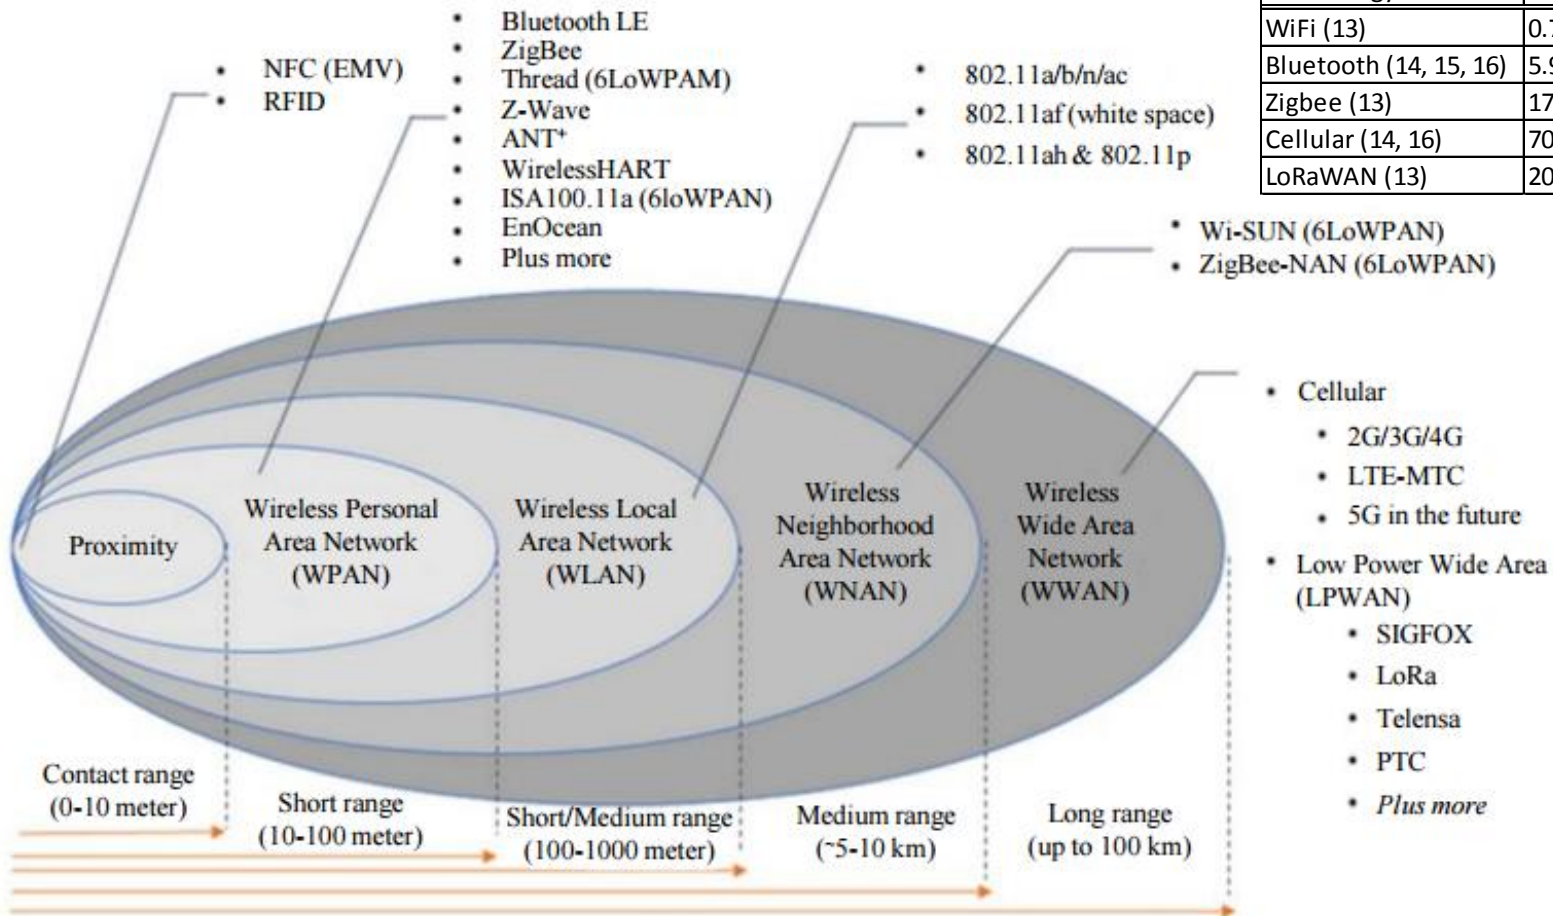 Bluetooth LE
ZigBee
Thread (6LoWPAM)
Z-Wave
ANT⁺
WirelessHART
ISA100.11a (6loWPAN)
EnOcean
Plus more
NFC (EMV)
RFID
802.11a/b/n/ac
802.11af (white space)
802.11ah & 802.11p
WiFi (13)
Bluetooth (14, 15, 16)
Zigbee (13)
Cellular (14, 16)
LoRaWAN (13)
Wi-SUN (6LoWPAN)
ZigBee-NAN (6LoWPAN)
Cellular
2G/3G/4G
LTE-MTC
5G in the future
Low Power Wide Area
(LPWAN)
SIGFOX
LoRa
Telensa
PTC
Plus more
Proximity
Wireless Personal
Area Network
(WPAN)
Wireless Local
Area Network
(WLAN)
Wireless
Neighborhood
Area Network
(WNAN)
Wireless
Wide Area
Network
(WWAN)
Contact range
(0-10 meter)
Short range
(10-100 meter)
Short/Medium range
(100-1000 meter)
Medium range
(~5-10 km)
Long range
(up to 100 km)